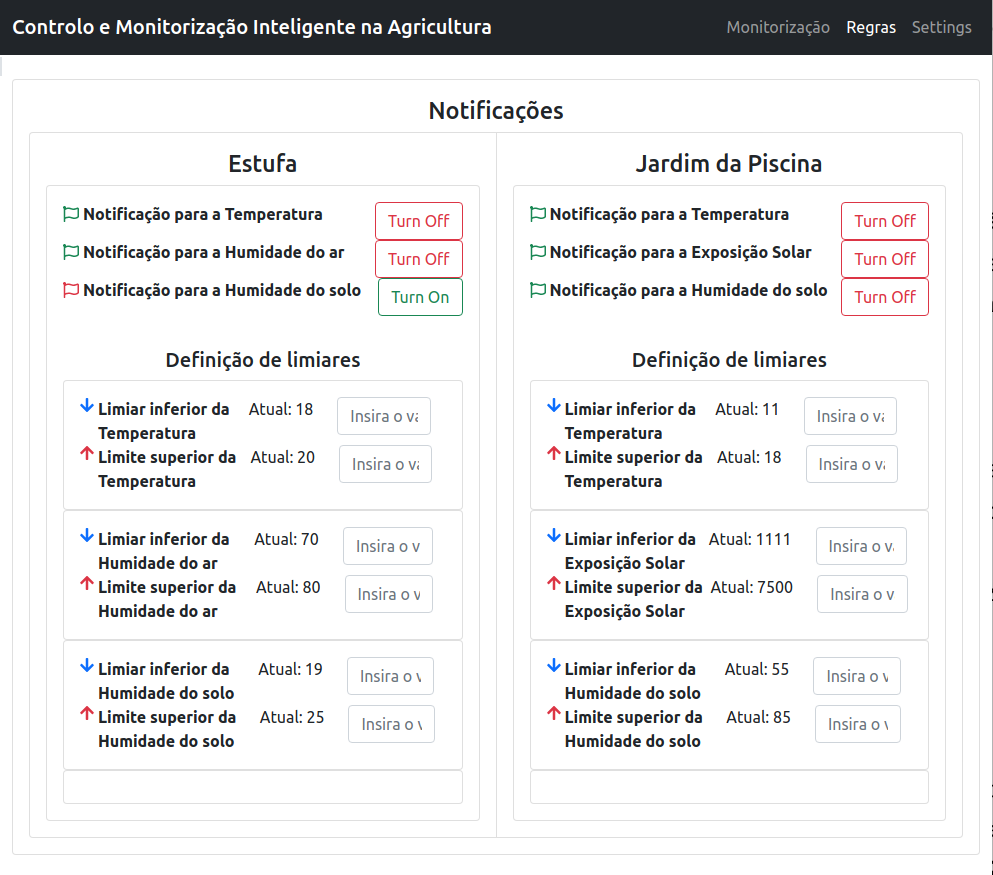 Controlo e Monitorização Inteligente na Agricultura
Monitorização Regras Settings
Notificações
Estufa
Notificação para a Temperatura Turn Off
Notificação para a Humidade do ar Turn Off
Notificação para a Humidade do solo Turn On
Definição de limiares
Limiar inferior da Atual: 18 Insira o va
Temperatura
Limite superior da Atual: 20 Insira o va
Temperatura
Limiar inferior da Atual: 70 Insira o v
Humidade do ar
Limite superior da Atual: 80 Insira o v
Humidade do ar
Limiar inferior da Atual: 19 Insira o v
Humidade do solo
Limite superior da Atual: 25 Insira o v
Humidade do solo
Jardim da Piscina
Notificação para a Temperatura Turn Off
Notificação para a Exposição Solar Turn Off
Notificação para a Humidade do solo Turn Off
Definição de limiares
Limiar inferior da Atual: 11 Insira o va
Temperatura
Limite superior da Atual: 18 Insira o va
Temperatura
Limiar inferior da Atual: 1111 Insira o v
Exposição Solar
Limite superior da Atual: 7500 Insira o v
Exposição Solar
Limiar inferior da Atual: 55 Insira o v
Humidade do solo
Limite superior da Atual: 85 Insira o v
Humidade do solo